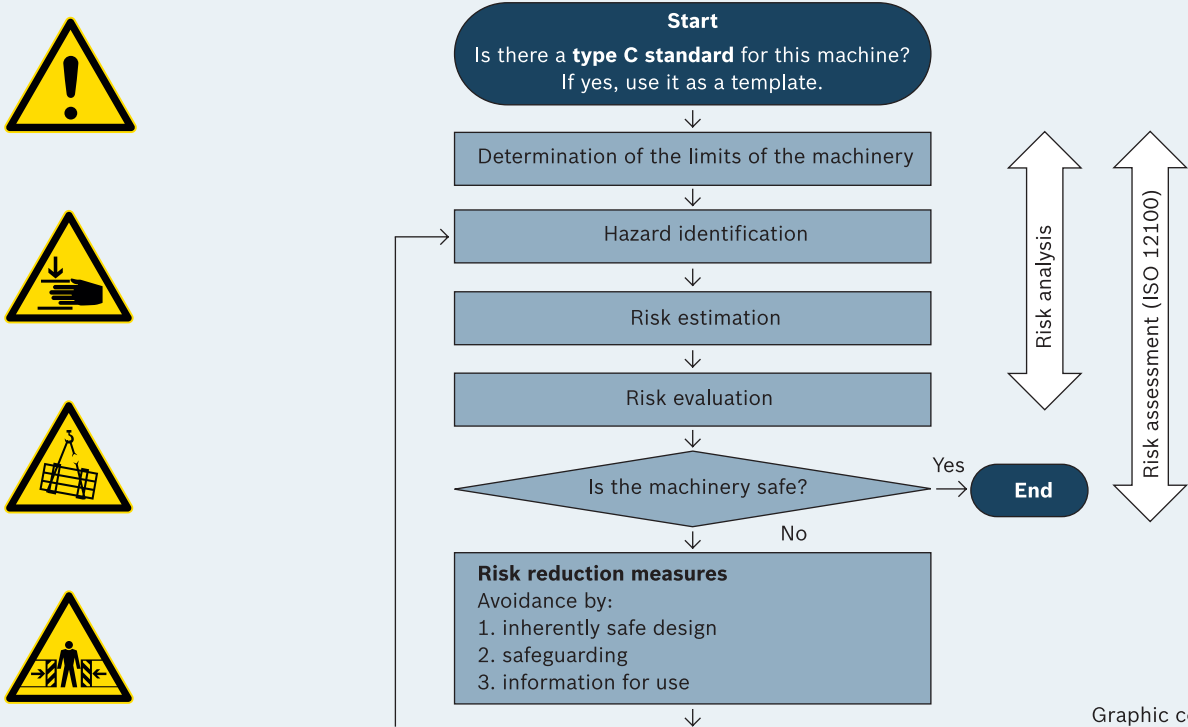 Start
Is there a type C standard for this machine?
If yes, use it as a template.
Determination of the limits of the machinery
Hazard identification
Risk estimation
Risk evaluation
Is the machinery safe?
Yes
End
No
Risk reduction measures
Avoidance by:
1. inherently safe design
2. safeguarding
3. information for use
Risk analysis
Risk assessment (ISO 12100)
Graphic